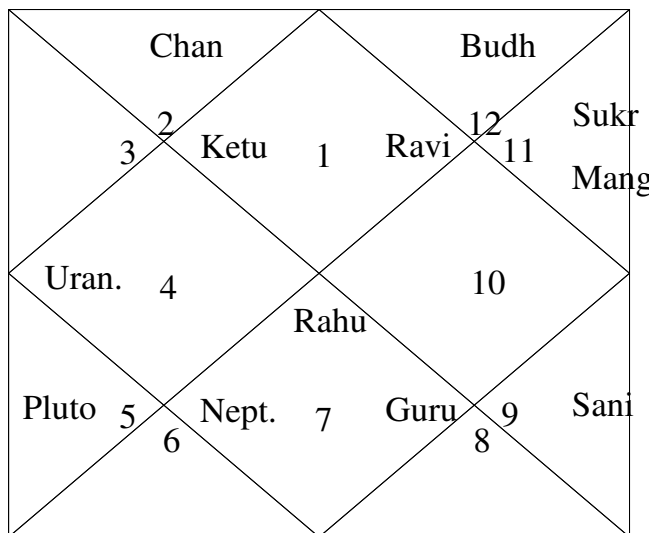 Chan Budh
Sukr
2 12
3 Ketu 1 Ravi 11
Mang
Uran. 4 10
Rahu
Pluto 5 Nept. 7 Guru 9 Sani
6 8